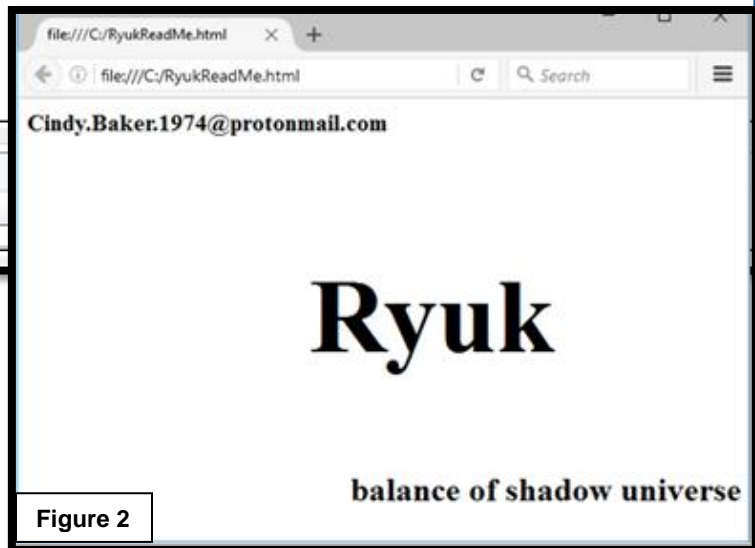 file:///C:/RyukReadMe.html
file:///C:/RyukReadMe.html
Search
Cindy.Baker.1974@protonmail.com
Ryuk
balance of shadow universe
Figure 2